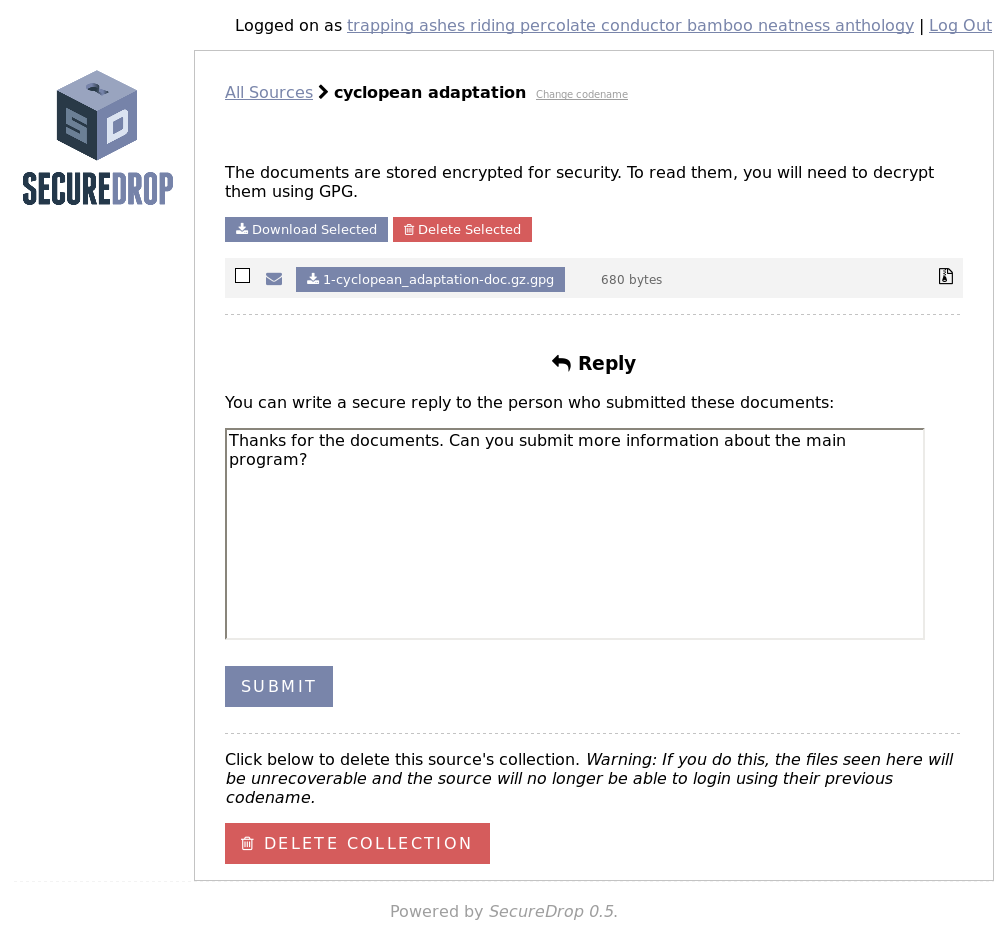 Logged on as trapping ashes riding percolate conductor bamboo neatness anthology | Log Out
SD
SECUREDROP
All Sources cyclopean adaptation Change codename
The documents are stored encrypted for security. To read them, you will need to decrypt
them using GPG.
Download Selected Delete Selected
1-cyclopean_adaptation-doc.gz.gpg 680 bytes
Reply
You can write a secure reply to the person who submitted these documents:
Thanks for the documents. Can you submit more information about the main
program?
SUBMIT
Click below to delete this source's collection. Warning: If you do this, the files seen here will
be unrecoverable and the source will no longer be able to login using their previous
codename.
DELETE COLLECTION
Powered by SecureDrop 0.5.